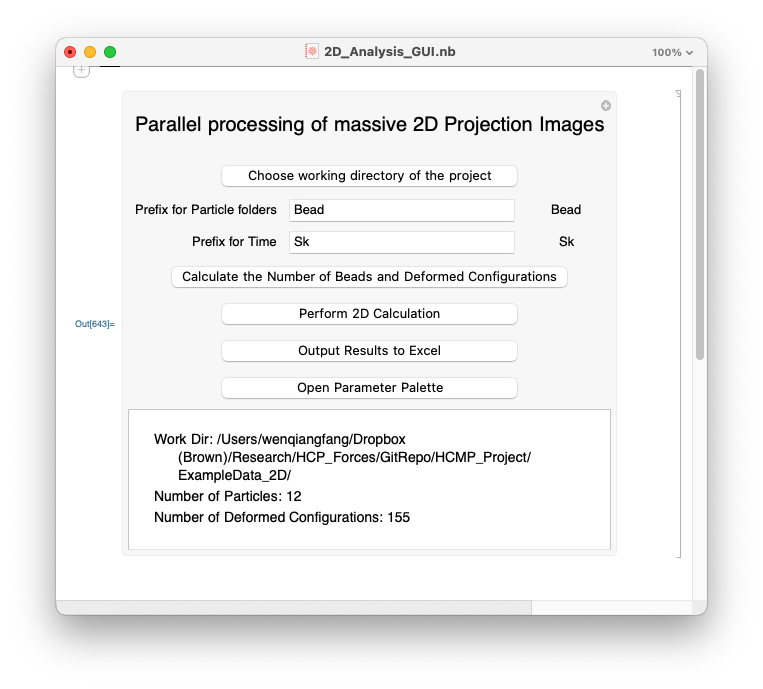 2D_Analysis_GUI.nb
100%
Parallel processing of massive 2D Projection Images
Choose working directory of the project
Prefix for Particle folders Bead Bead
Prefix for Time Sk Sk
Calculate the Number of Beads and Deformed Configurations
Out[643]=
Perform 2D Calculation
Output Results to Excel
Open Parameter Palette
Work Dir: /Users/wenqiangfang/Dropbox
(Brown)/Research/HCP_Forces/GitRepo/HCMP_Project/
ExampleData_2D/
Number of Particles: 12
Number of Deformed Configurations: 155